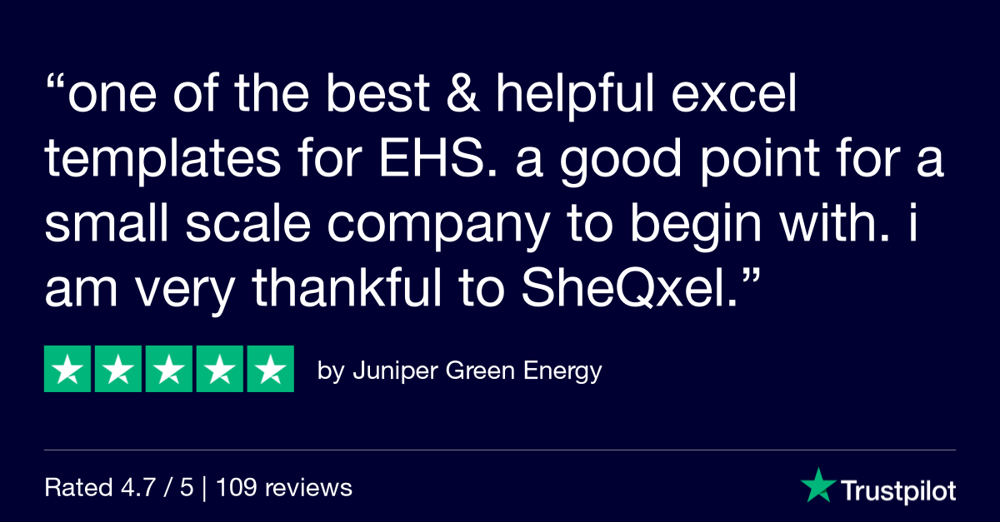 “one of the best & helpful excel
templates for EHS. a good point for a
small scale company to begin with. i
am very thankful to SheQxel.”
by Juniper Green Energy
Rated 4.7 / 5 | 109 reviews
Trustpilot